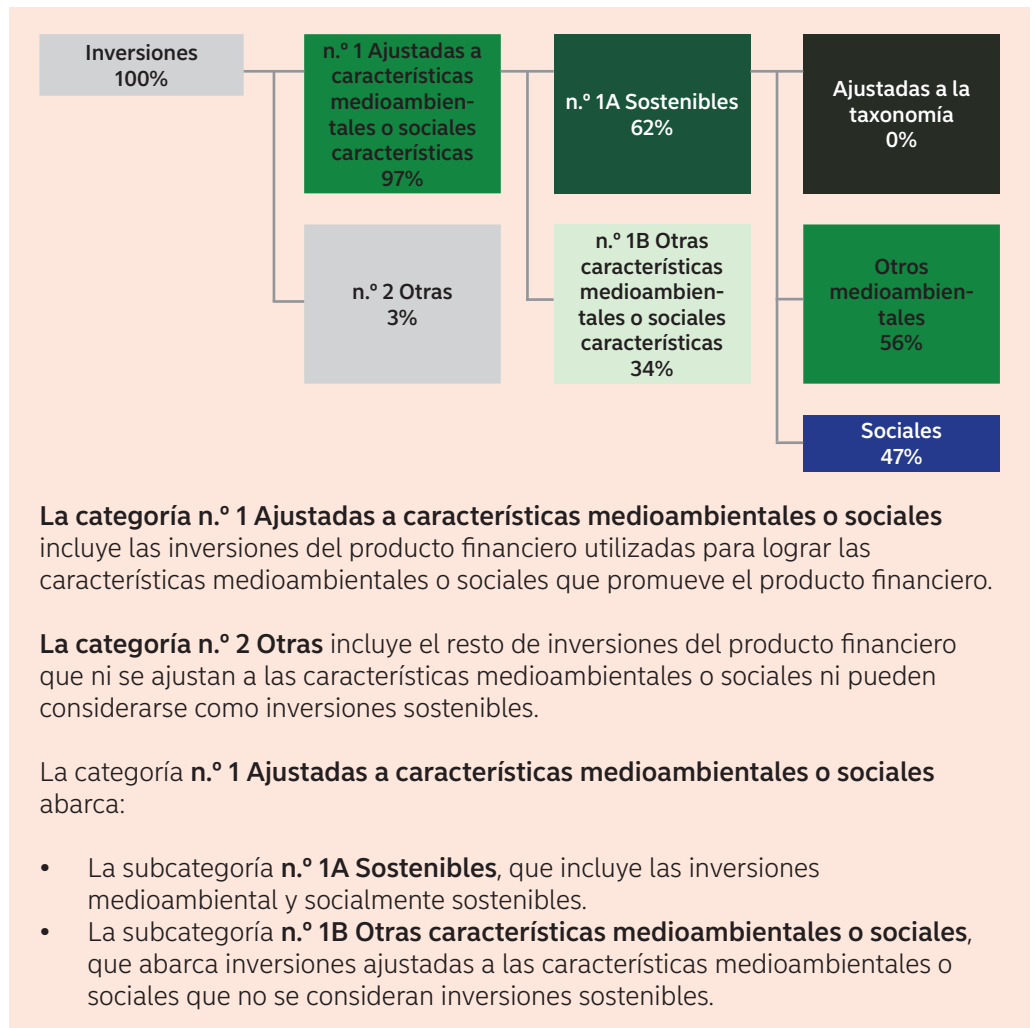 Inversiones
100%
n.º 1 Ajustadas a
características
medioambien-
tales o sociales
características
97%
n.º 1A Sostenibles
62%
Ajustadas a la
taxonomía
0%
n.º 2 Otras
3%
n.º 1B Otras
características
medioambien-
tales o sociales
características
34%
Otros
medioambien-
tales
56%
Sociales
47%
La categoría n.º 1 Ajustadas a características medioambientales o sociales
incluye las inversiones del producto financiero utilizadas para lograr las
características medioambientales o sociales que promueve el producto financiero.
La categoría n.º 2 Otras incluye el resto de inversiones del producto financiero
que ni se ajustan a las características medioambientales o sociales ni pueden
considerarse como inversiones sostenibles.
La categoría n.º 1 Ajustadas a características medioambientales o sociales
abarca:
• La subcategoría n.º 1A Sostenibles, que incluye las inversiones
medioambiental y socialmente sostenibles.
• La subcategoría n.º 1B Otras características medioambientales o sociales,
que abarca inversiones ajustadas a las características medioambientales o
sociales que no se consideran inversiones sostenibles.